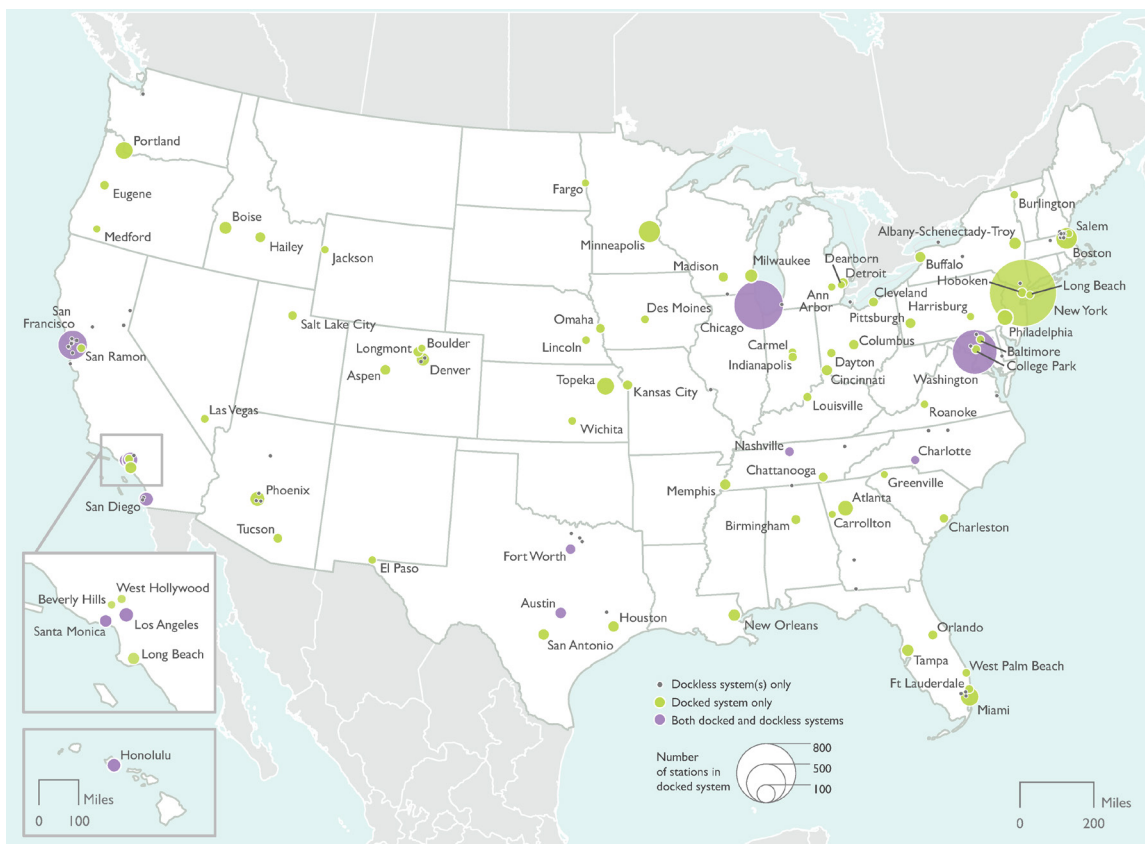 Portland
Eugene
Medford
Boise
Hailey
Jackson
Fargo
Minneapolis
Madison
Milwaukee
Dearborn
Detroit
Ann
Arbor
Albany-Schenectady-Troy
Burlington
Salem
Boston
Buffalo
Hoboken
Long Beach
New York
Cleveland
Harrisburg
Pittsburgh
Philadelphia
Baltimore
College Park
Washington
San
Francisco
San Ramon
Salt Lake City
Longmont
Boulder
Aspen
Denver
Omaha
Lincoln
Des Moines
Chicago
Carmel
Indianapolis
Columbus
Dayton
Cincinnati
Topeka
Kansas City
Louisville
Roanoke
Las Vegas
Wichita
Nashville
Charlotte
Chattanooga
Greenville
Memphis
Atlanta
Birmingham
Carrollton
Charleston
San Diego
Phoenix
Tucson
El Paso
Fort Worth
Austin
Houston
San Antonio
New Orleans
Orlando
Tampa
West Palm Beach
Ft Lauderdale
Miami
West Hollywood
Beverly Hills
Santa Monica
Los Angeles
Long Beach
Honolulu
Miles
0 100
Dockless system(s) only
Docked system only
Both docked and dockless systems
Number
of stations in
docked system
800
500
100
Miles
0 200